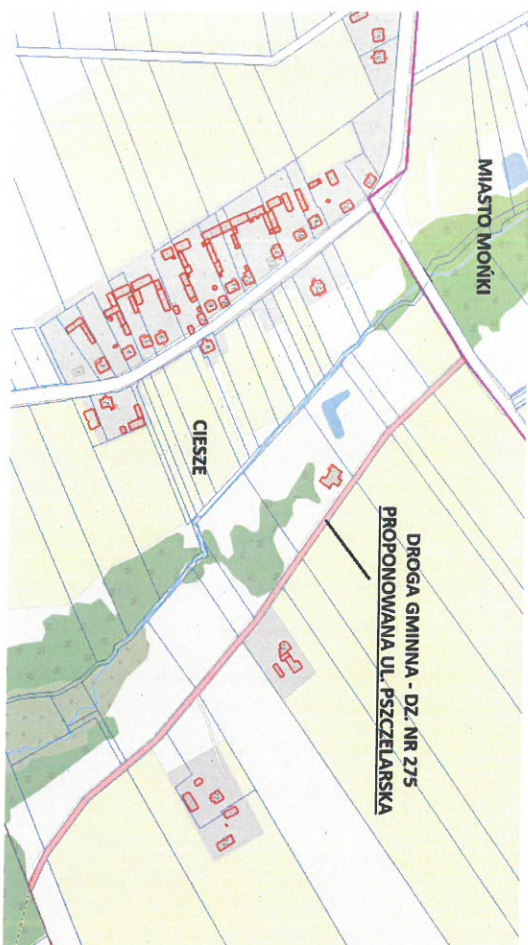 MIASTO MOŃKI
CIESZE
DROGA GMINNA - DZ. NR 275
PROPONOWANA UL. PSZCZELARSKA